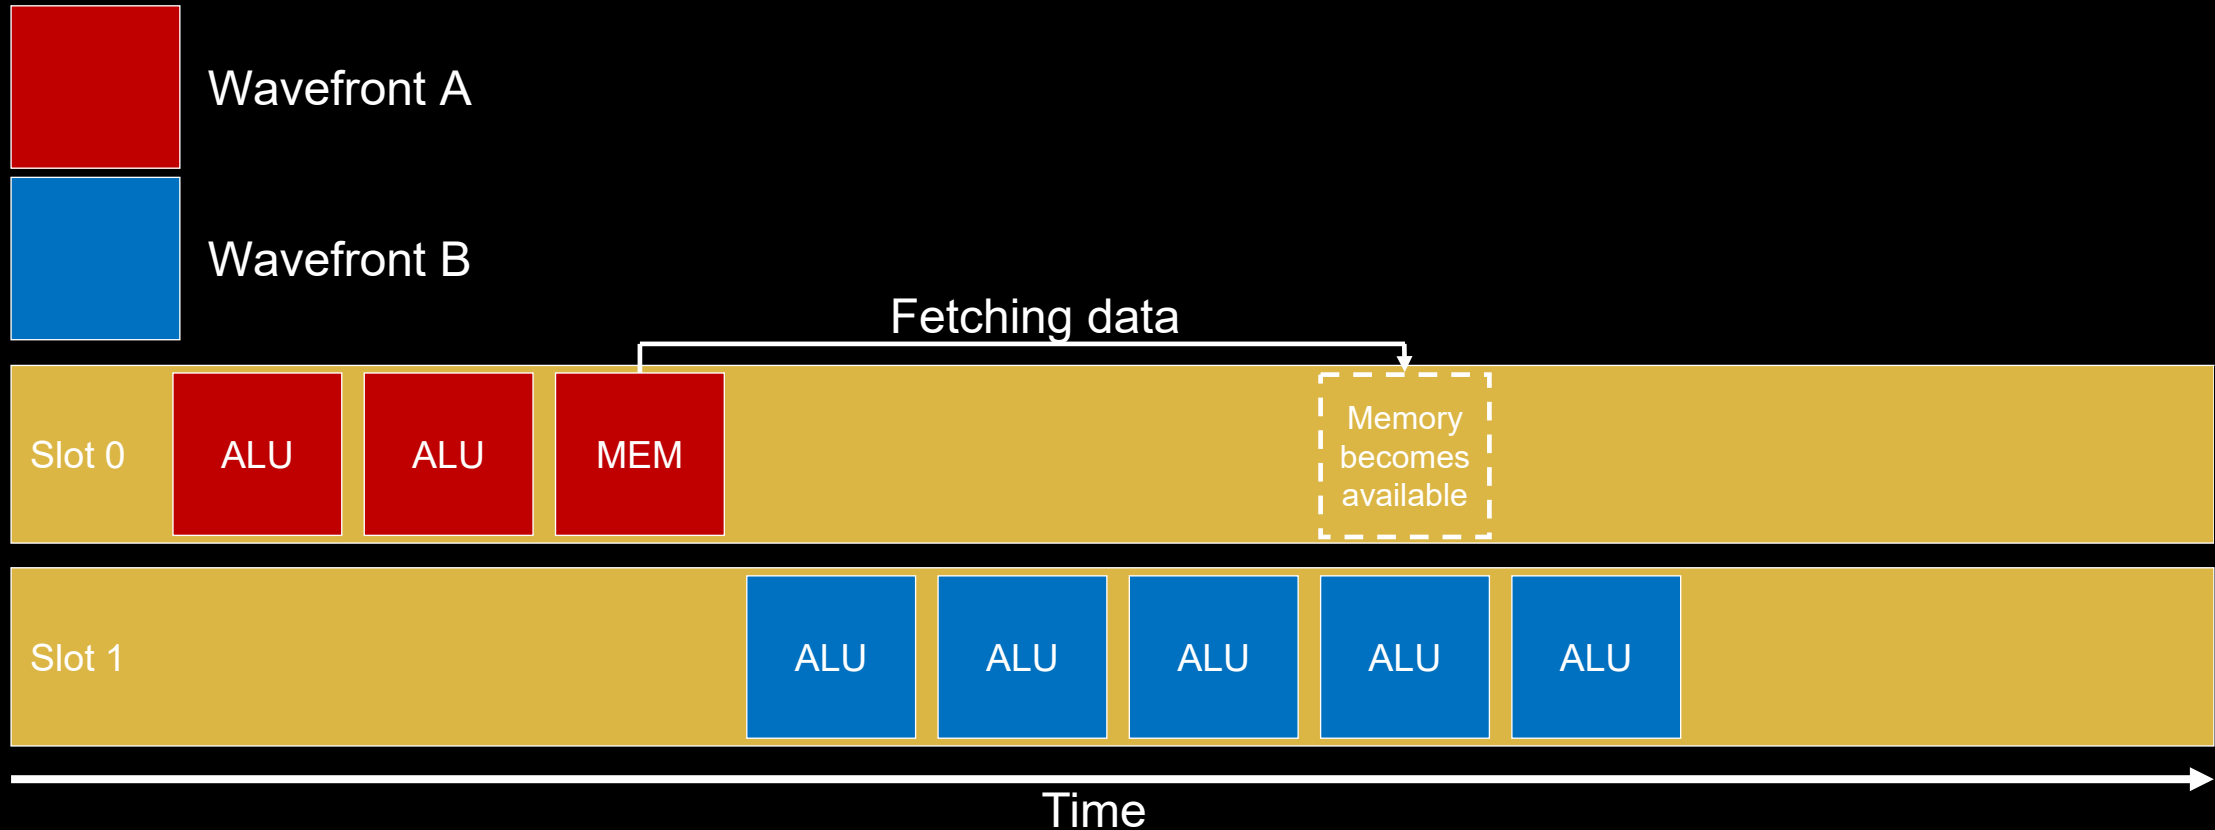 Wavefront A
Wavefront B
Fetching data
Slot 0
ALU
ALU
MEM
Memory
becomes
available
Slot 1
ALU
ALU
ALU
ALU
ALU
Time